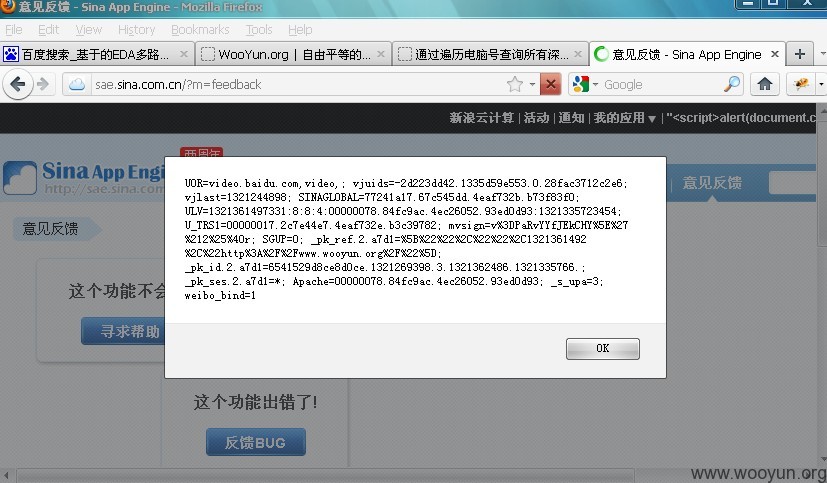 意见反馈 - Sina App Engine - Mozilla Firefox
File Edit View History Bookmarks Tools Help
百度搜索_基于的EDA多路...
WooYun.org | 自由平等的...
通过遍历电脑号查询所有深...
意见反馈 - Sina App Engine
sae.sina.com.cn/?m=feedback
Google
新浪云计算 | 活动 | 通知 | 我的应用 | "<script>alert(document.c
两周年
Sina App Engi
http://sae.sina.com
意见反馈
意见反馈
这个功能不会
寻求帮助
UOR=video.baidu.com,video,; vjuids=-2d223dd42.1335d59e553.0.28fac3712c2e6;
vjlast=1321244898; SINAGLOBAL=77241a17.67c545dd.4eaf732b.b73f83f0;
ULV=1321361497331:8:8:4:00000078.84fc9ac.4ec26052.93ed0d93:1321335723454;
U_TRS1=00000017.2c7e44e7.4eaf732e.b3c39782; mvsign=v%3DPaRvYYfJEkCHY%5E%27
%212%25%40r; SGUP=0; _pk_ref.2.a7d1=%5B%22%22%2C%22%22%2C1321361492
%2C%22http%3A%2F%2Fwww.wooyun.org%2F%22%5D;
_pk_id.2.a7d1=6541529d8ce8d0ce.1321269398.3.1321362486.1321335766.;
_pk_ses.2.a7d1=*; Apache=00000078.84fc9ac.4ec26052.93ed0d93; _s_upa=3;
weibo_bind=1
OK
这个功能出错了!
反馈BUG
www.wooyun.org